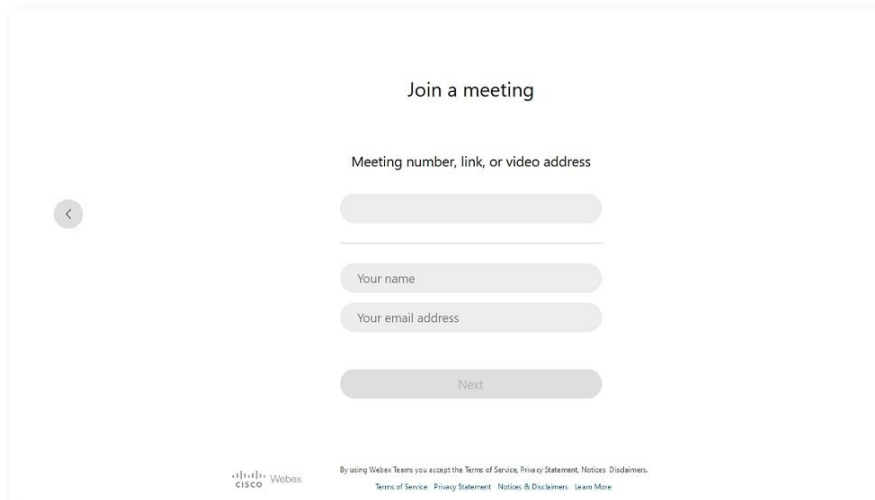 Join a meeting
Meeting number, link, or video address
Your name
Your email address
Next
CISCO Webex
By using Webex Teams you accept the Terms of Service, Privacy Statement, Notices Disclaimers.
Terms of Service Privacy Statement Notices & Disclaimers Learn More